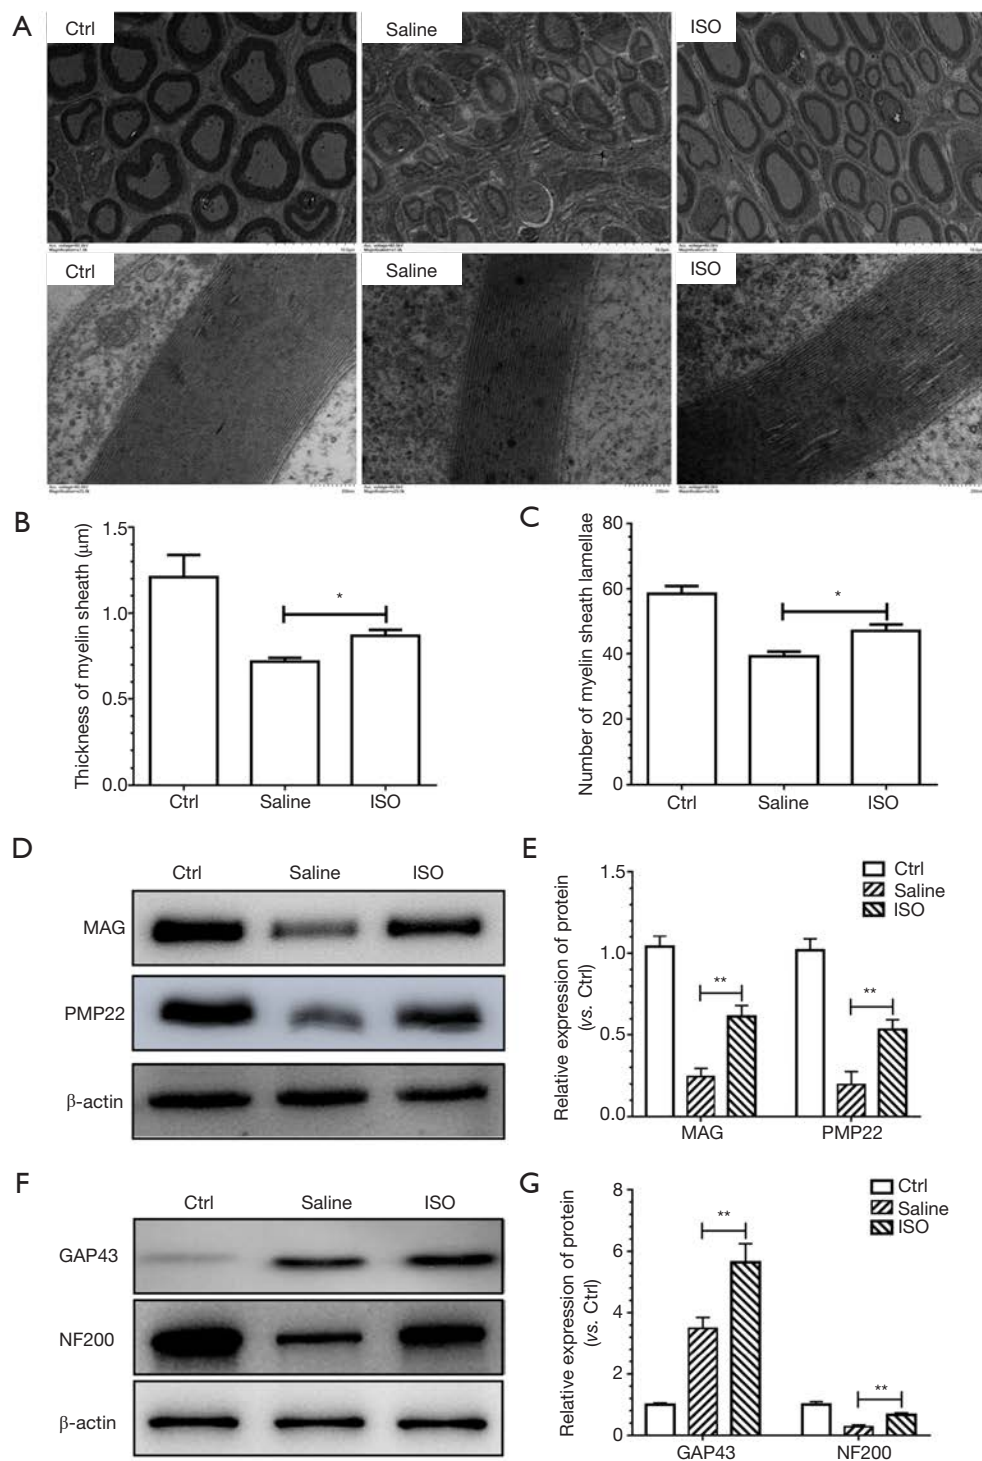 A
Ctrl
Saline
ISO
Ctrl
Saline
ISO
B
Thickness of myelin sheath (μm)
1.5
1.0
0.5
0.0
*
Ctrl
Saline
ISO
C
Number of myelin sheath lamellae
80
60
40
20
0
*
Ctrl
Saline
ISO
D
Ctrl
Saline
ISO
MAG
PMP22
β-actin
E
Relative expression of protein
(vs. Ctrl)
1.5
1.0
0.5
0.0
Ctrl
Saline
ISO
**
**
MAG
PMP22
F
Ctrl
Saline
ISO
GAP43
NF200
β-actin
G
Relative expression of protein
(vs. Ctrl)
8
6
4
2
0
Ctrl
Saline
ISO
**
**
GAP43
NF200